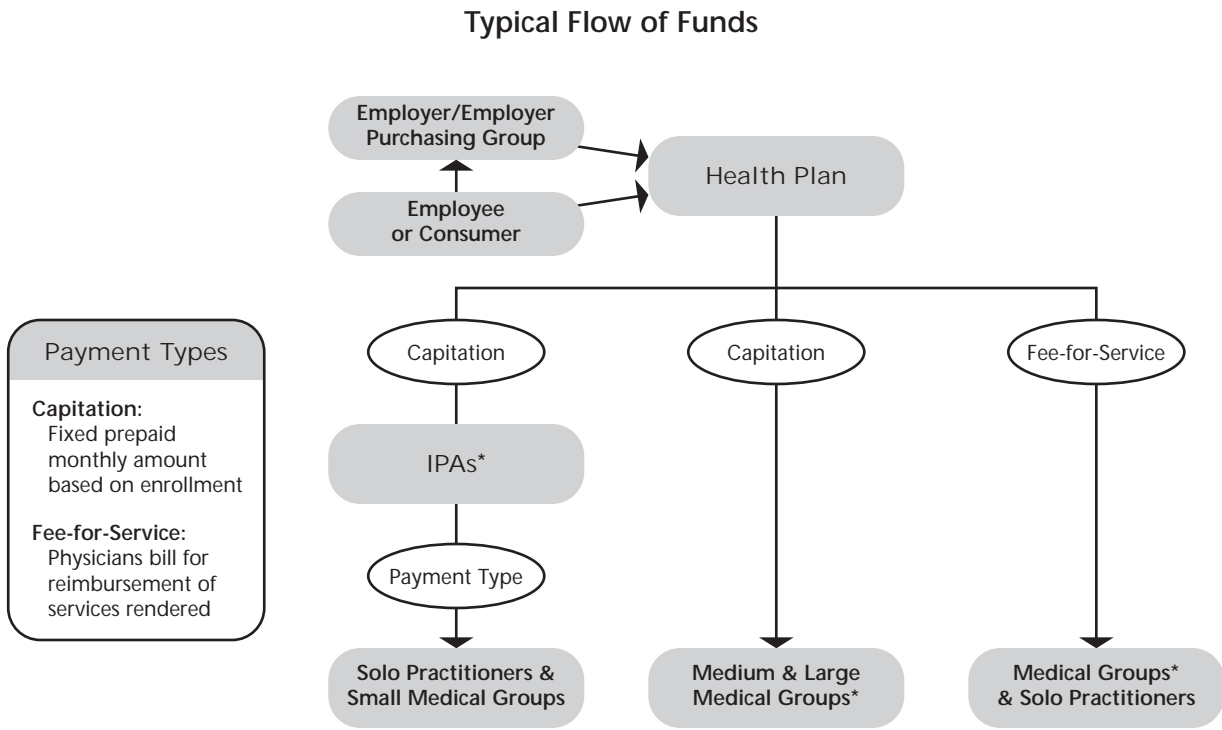 Typical Flow of Funds
Employer/Employer
Purchasing Group
Health Plan
Employee
or Consumer
Payment Types
Capitation:
Fixed prepaid
monthly amount
based on enrollment
Fee-for-Service:
Physicians bill for
reimbursement of
services rendered
Capitation
Capitation
Fee-for-Service
IPAs*
Payment Type
Solo Practitioners &
Small Medical Groups
Medium & Large
Medical Groups*
Medical Groups*
& Solo Practitioners